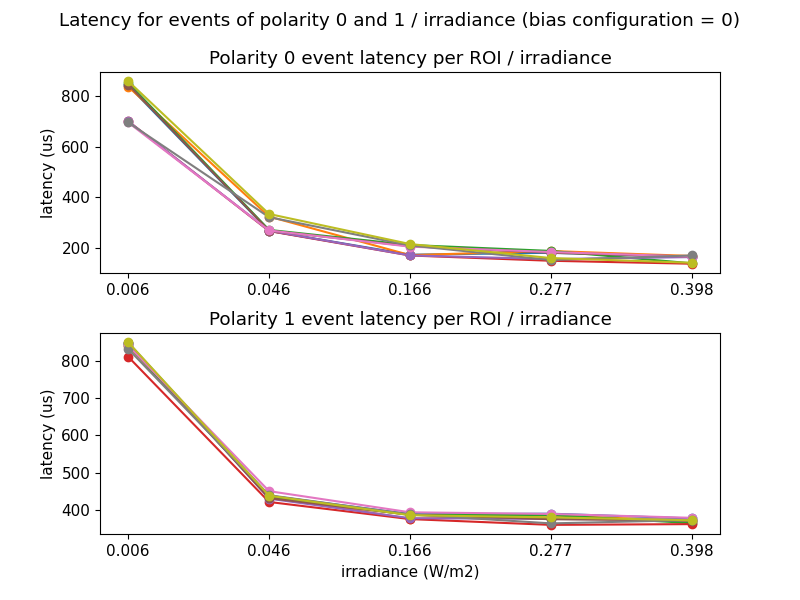 Latency for events of polarity 0 and 1 / irradiance (bias configuration = 0)
Polarity 0 event latency per ROI / irradiance
latency (us)
800
600
400
200
0.006 0.046 0.166 0.277 0.398
Polarity 1 event latency per ROI / irradiance
latency (us)
800
700
600
500
400
0.006 0.046 0.166 0.277 0.398
irradiance (W/m2)